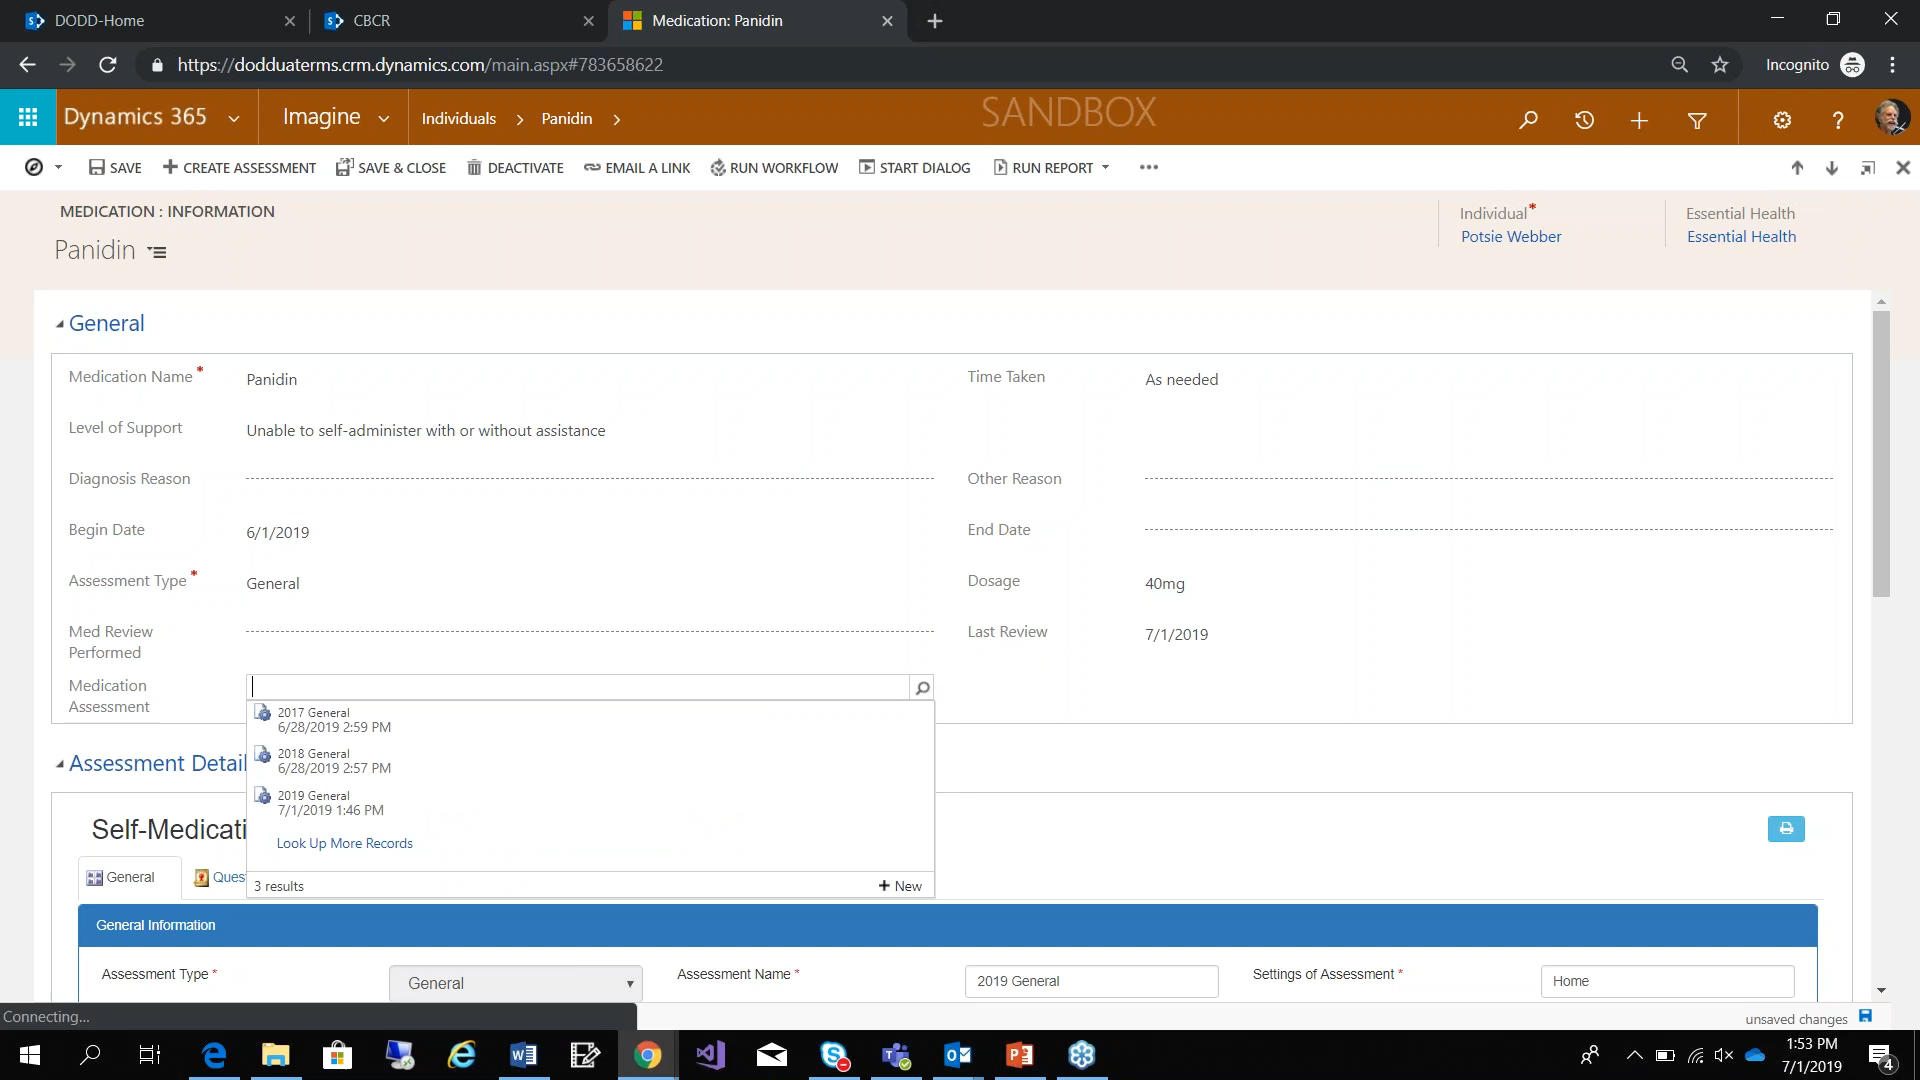 DODD-Home
CBCR
Medication: Panidin
https://dodduaterms.crm.dynamics.com/main.aspx#783658622
Incognito
Dynamics 365
Imagine
Individuals
Panidin
SANDBOX
?
SAVE
CREATE ASSESSMENT
SAVE & CLOSE
DEACTIVATE
EMAIL A LINK
RUN WORKFLOW
START DIALOG
RUN REPORT
MEDICATION : INFORMATION
Panidin
Individual*
Potsie Webber
Essential Health
Essential Health
General
Medication Name *
Panidin
Time Taken
As needed
Level of Support
Unable to self-administer with or without assistance
Diagnosis Reason
Other Reason
Begin Date
6/1/2019
End Date
Assessment Type *
General
Dosage
40mg
Med Review
Performed
Last Review
7/1/2019
Medication
Assessment
2017 General
6/28/2019 2:59 PM
2018 General
6/28/2019 2:57 PM
2019 General
7/1/2019 1:46 PM
Look Up More Records
3 results
New
Assessment Detail
Self-Medicati
General
Ques
General Information
Assessment Type *
General
Assessment Name *
2019 General
Settings of Assessment *
Home
Connecting...
unsaved changes
1:53 PM
7/1/2019
4